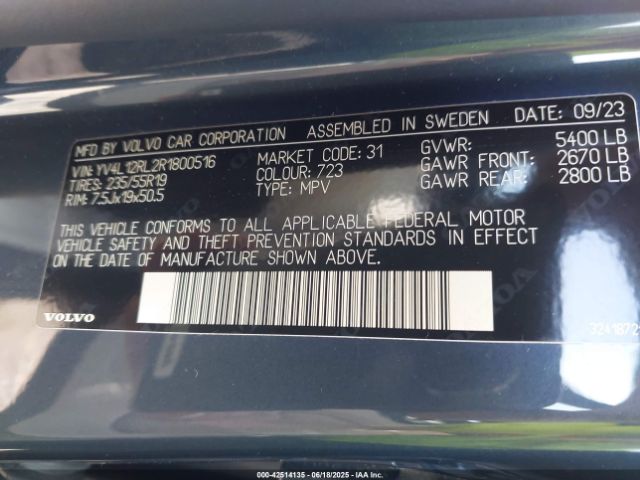 MFD BY VOLVO CAR CORPORATION ASSEMBLED IN SWEDEN DATE: 09/23
VIN: YV4L12RL2R1800516 MARKET CODE: 31 GVWR: 5400 LB
TIRES: 235/55R19 COLOUR: 723 GAWR FRONT: 2670 LB
RIM: 7.5Jx19x50.5 TYPE: MPV GAWR REAR: 2800 LB
THIS VEHICLE CONFORMS TO ALL APPLICABLE FEDERAL MOTOR
VEHICLE SAFETY AND THEFT PREVENTION STANDARDS IN EFFECT
ON THE DATE OF MANUFACTURE SHOWN ABOVE.
VOLVO
000-42514135 - 06/18/2025 - IAAI.COM